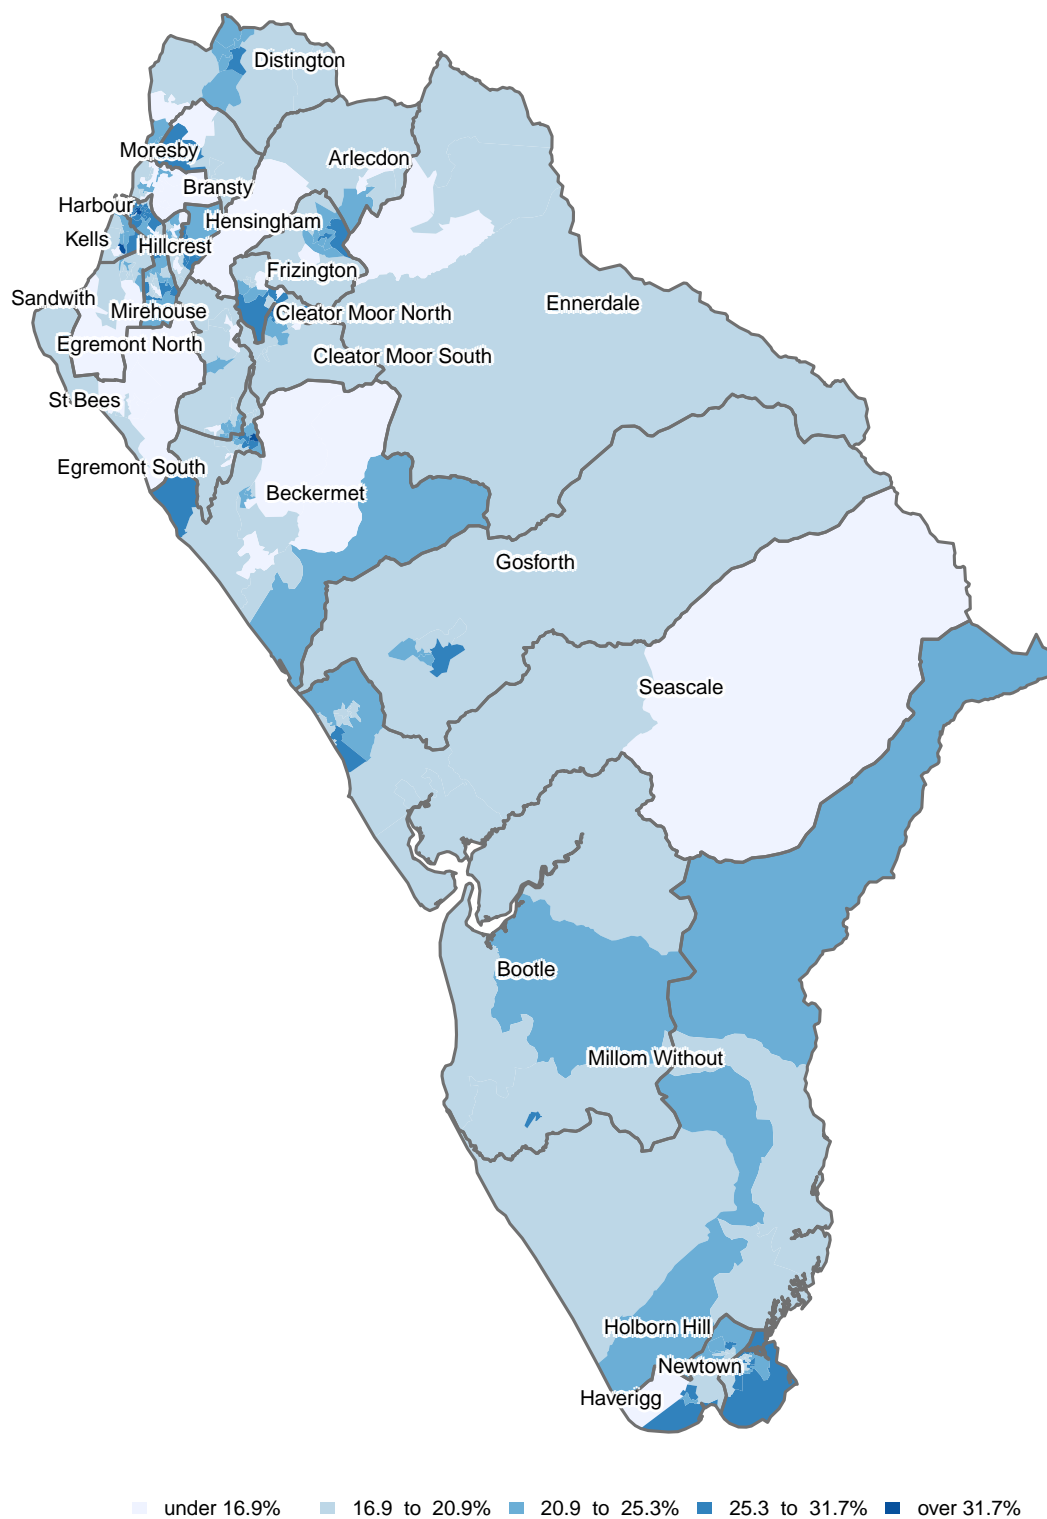 Distington
Moresby
Arlecdon
Bransty
Harbour
Hensingham
Kells
Hillcrest
Frizington
Sandwith
Mirehouse
Cleator Moor North
Ennerdale
Egremont North
Cleator Moor South
St Bees
Egremont South
Beckermet
Gosforth
Seascale
Bootle
Millom Without
Holborn Hill
Newtown
Haverigg
under 16.9% 16.9 to 20.9% 20.9 to 25.3% 25.3 to 31.7% over 31.7%